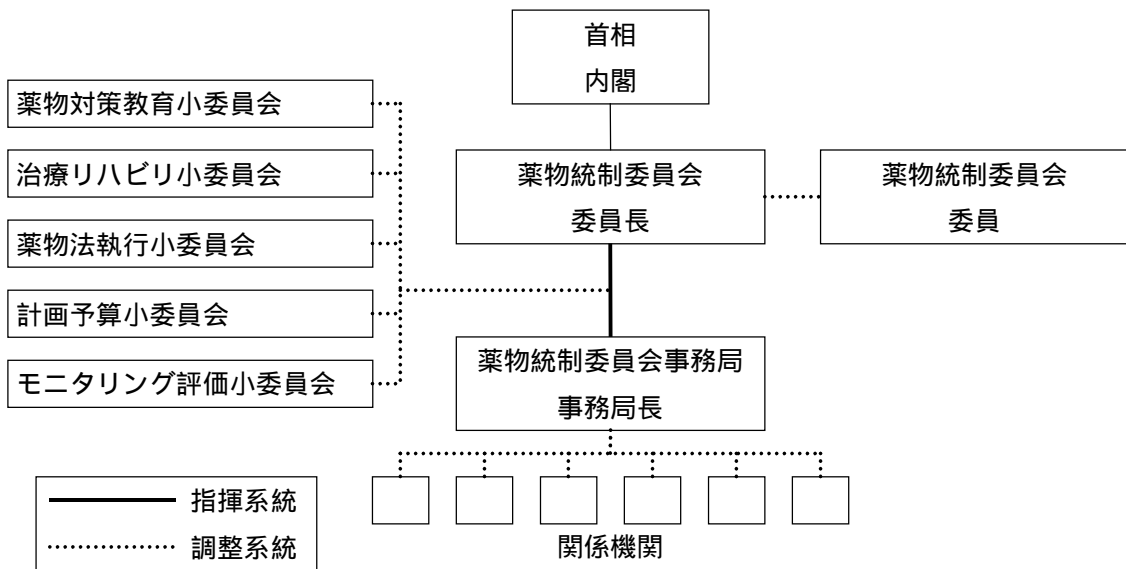 首相
内閣
薬物対策教育小委員会
治療リハビリ小委員会
薬物法執行小委員会
計画予算小委員会
モニタリング評価小委員会
薬物統制委員会
委員長
薬物統制委員会
委員
薬物統制委員会事務局
事務局長
関係機関
指揮系統
調整系統